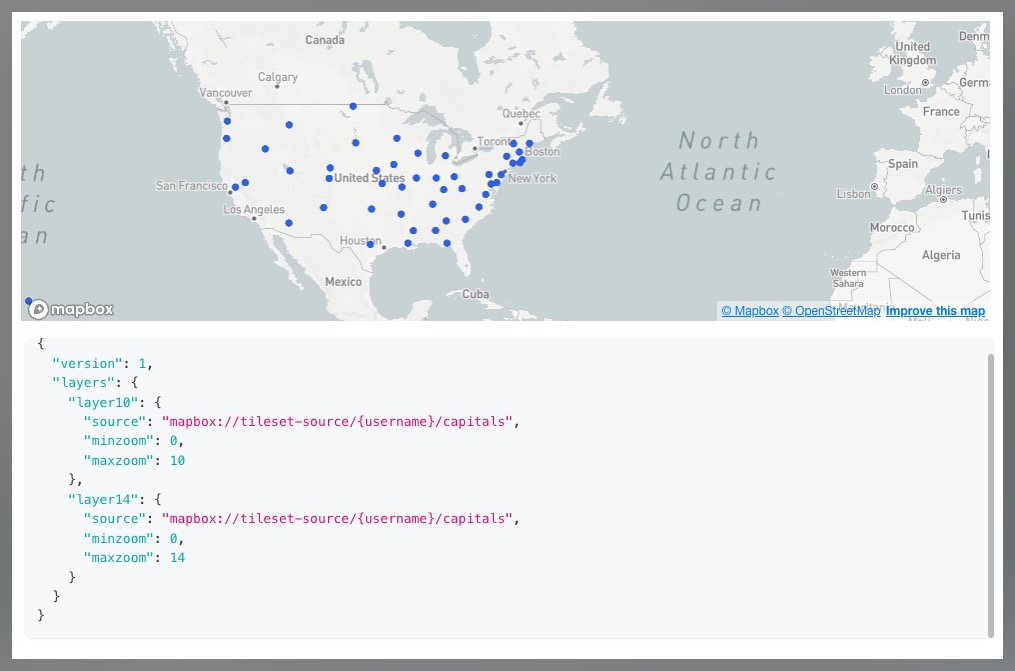 Canada
United
Kingdom
Denm
Calgary
Vancouver
London
Germa
Quebec
France
Toront
Boston
North
Atlantic
Ocean
th
fic
an
San Francisco
United States
New York
Spain
Lisbon
Algiers
Los Angeles
Tunis
Morocco
Houston
Algeria
Mexico
Western
Sahara
Cuba
mapbox
Mauritania
© Mapbox © OpenStreetMap Improve this map
{
"version": 1,
"layers": {
"layer10": {
"source": "mapbox://tileset-source/{username}/capitals",
"minzoom": 0,
"maxzoom": 10
},
"layer14": {
"source": "mapbox://tileset-source/{username}/capitals",
"minzoom": 0,
"maxzoom": 14
}
}
}